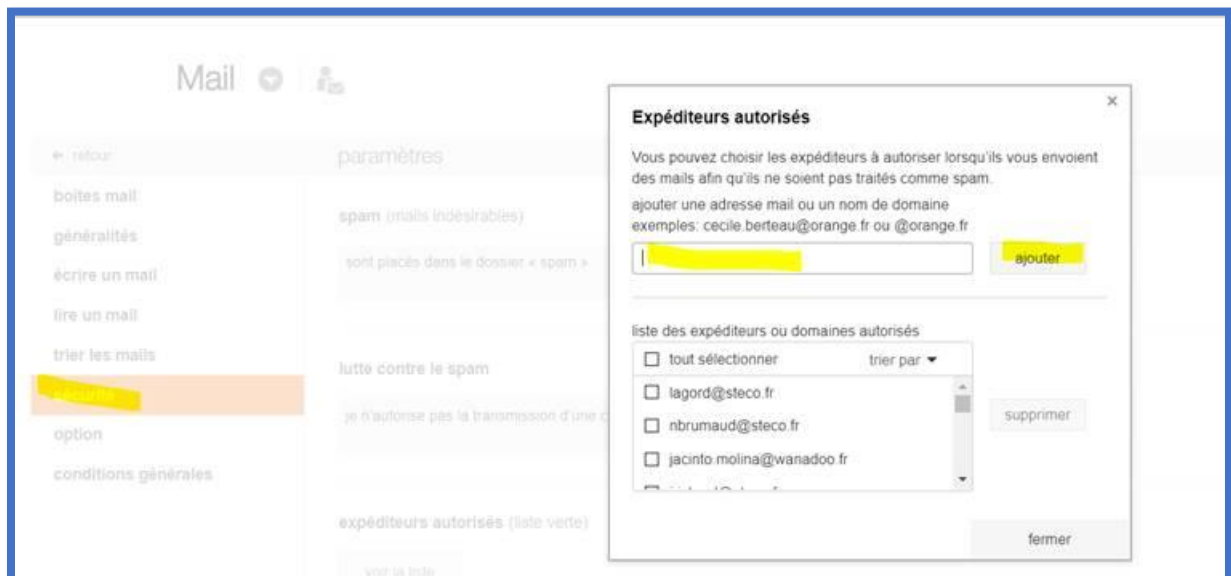 Mail
← retour
paramètres
boîtes mail
généralités
écrire un mail
lire un mail
trier les mails
sécurité
option
conditions générales
spam (mails indésirables)
sont placés dans le dossier « spam »
lutte contre le spam
je n'autorise pas la transmission d'une c
expéditeurs autorisés (liste verte)
voir la liste
Expéditeurs autorisés
×
Vous pouvez choisir les expéditeurs à autoriser lorsqu'ils vous envoient
des mails afin qu'ils ne soient pas traités comme spam.
ajouter une adresse mail ou un nom de domaine
exemples: cecile.berteau@orange.fr ou @orange.fr
ajouter
liste des expéditeurs ou domaines autorisés
tout sélectionner trier par
lagord@steco.fr
nbrumaud@steco.fr
jacinto.molina@wanadoo.fr
supprimer
fermer